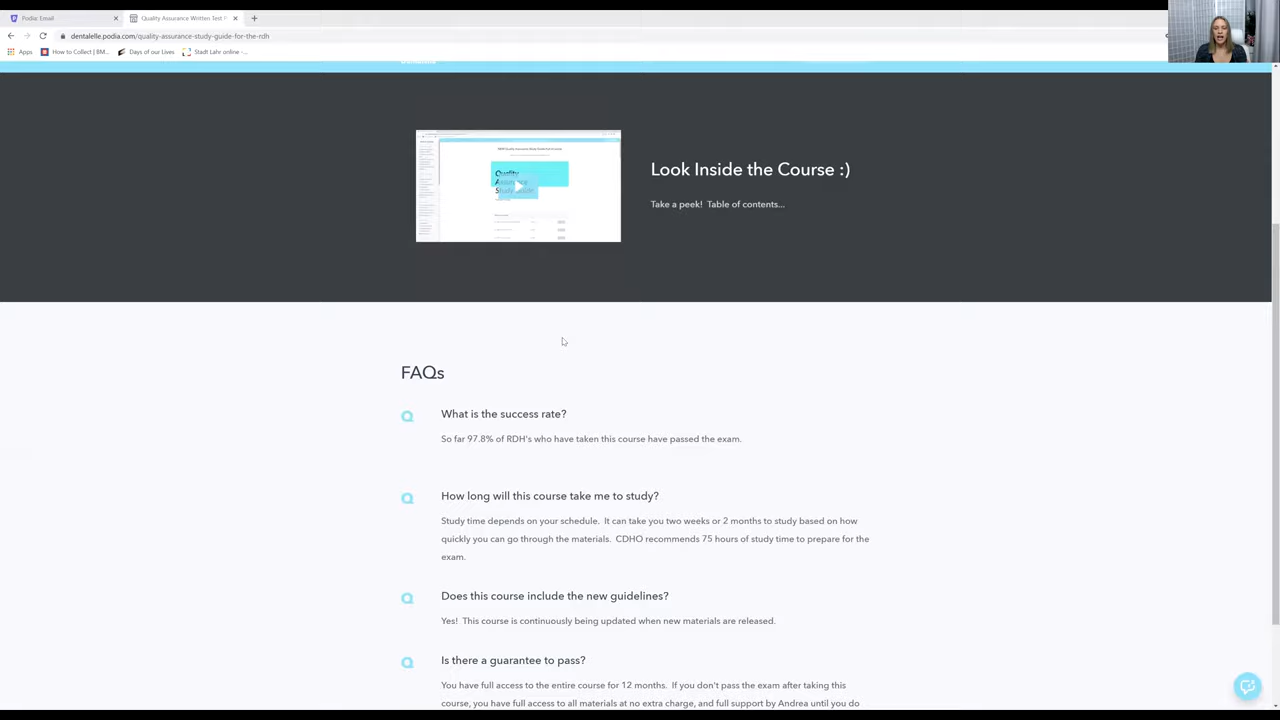 Podia: Email
Quality Assurance Written Test
dentalelle.podia.com/quality-assurance-study-guide-for-the-rdh
Apps
How to Collect | BM...
Days of our Lives
Stadt Lahr online -...
Look Inside the Course :)
Take a peek! Table of contents...
Quality
Assurance
Study Guide
FAQs
What is the success rate?
So far 97.8% of RDH's who have taken this course have passed the exam.
How long will this course take me to study?
Study time depends on your schedule. It can take you two weeks or 2 months to study based on how
quickly you can go through the materials. CDHO recommends 75 hours of study time to prepare for the
exam.
Does this course include the new guidelines?
Yes! This course is continuously being updated when new materials are released.
Is there a guarantee to pass?
You have full access to the entire course for 12 months. If you don't pass the exam after taking this
course, you have full access to all materials at no extra charge, and full support by Andrea until you do